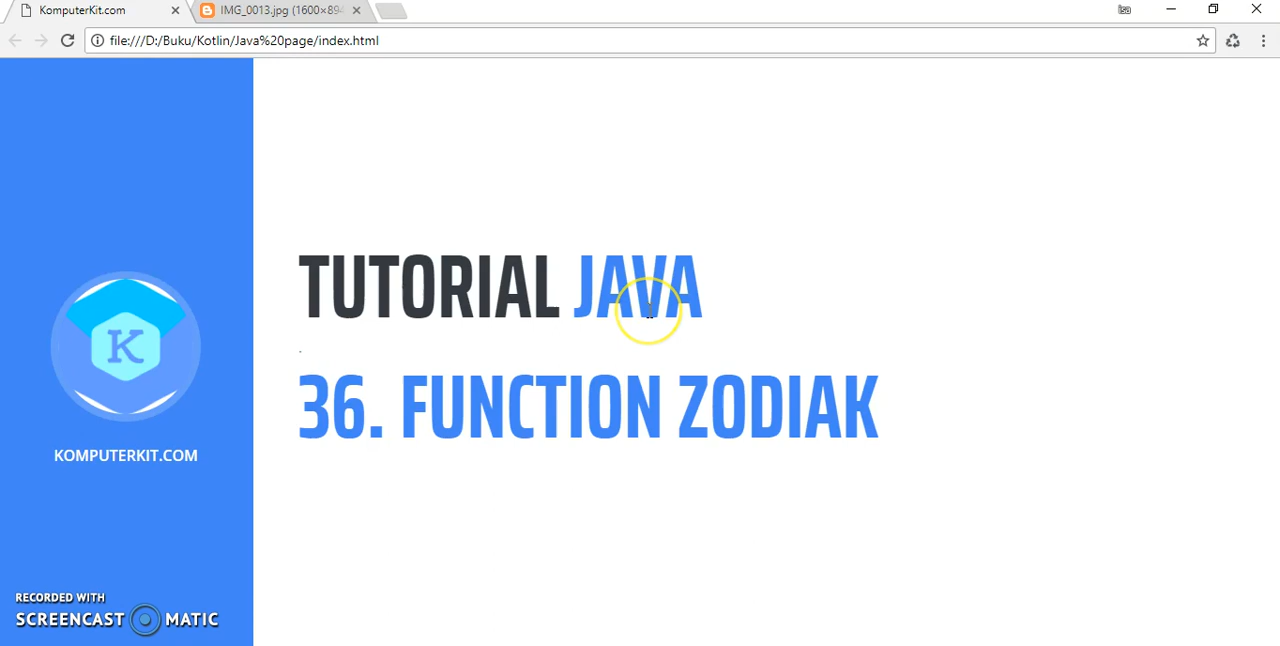 KomputerKit.com
IMG_0013.jpg (1600×894
file:///D:/Buku/Kotlin/Java%20page/index.html
TUTORIAL JAVA
36. FUNCTION ZODIAK
K
KOMPUTERKIT.COM
RECORDED WITH
SCREENCAST MATIC